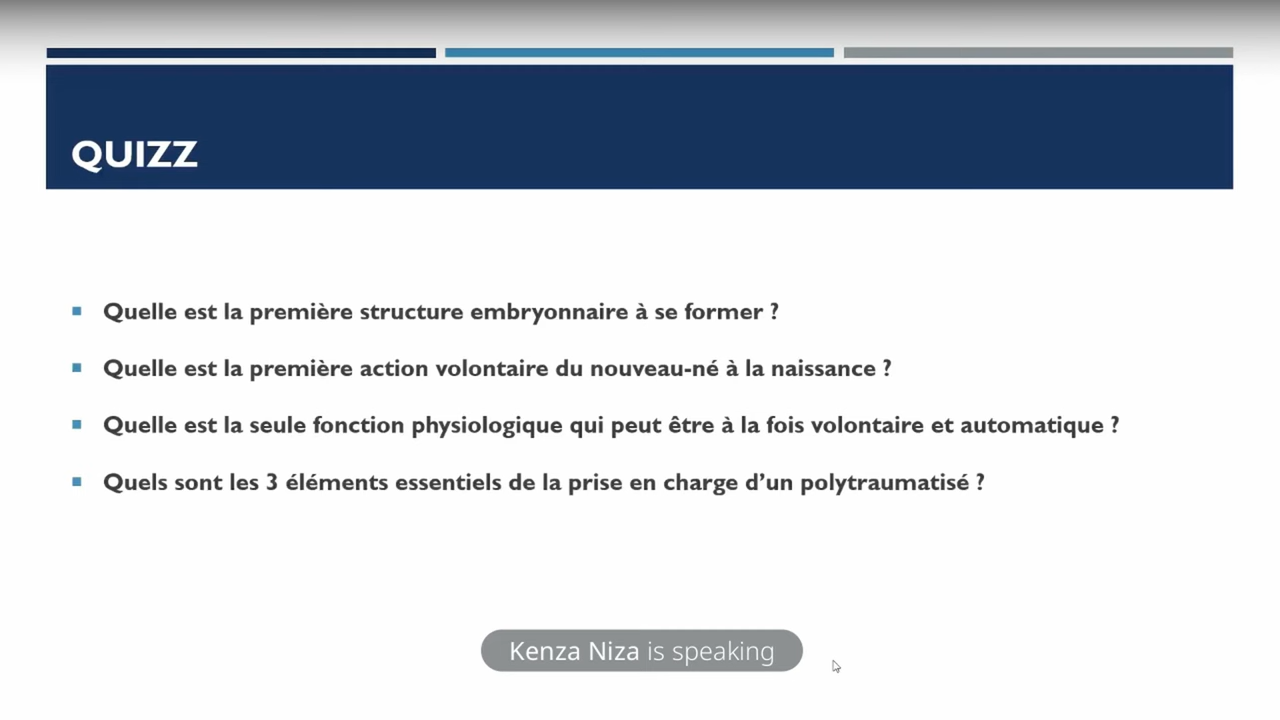 QUIZZ
Quelle est la première structure embryonnaire à se former ?
Quelle est la première action volontaire du nouveau-né à la naissance ?
Quelle est la seule fonction physiologique qui peut être à la fois volontaire et automatique ?
Quels sont les 3 éléments essentiels de la prise en charge d’un polytraumatisé ?
Kenza Niza is speaking